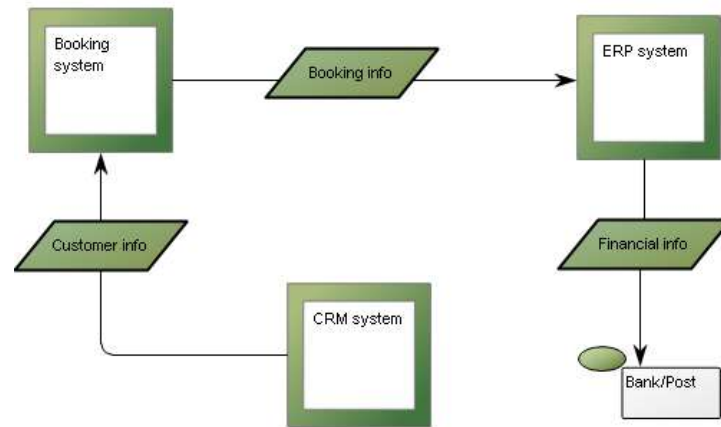 Booking
system
Booking info
ERP system
Customer info
Financial info
CRM system
Bank/Post